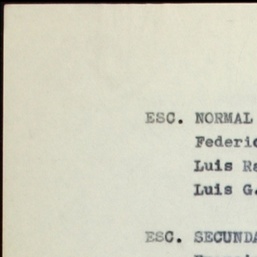 ESC. NORMAL
Federic
Luis Ra
Luis G.
ESC. SECUNDA